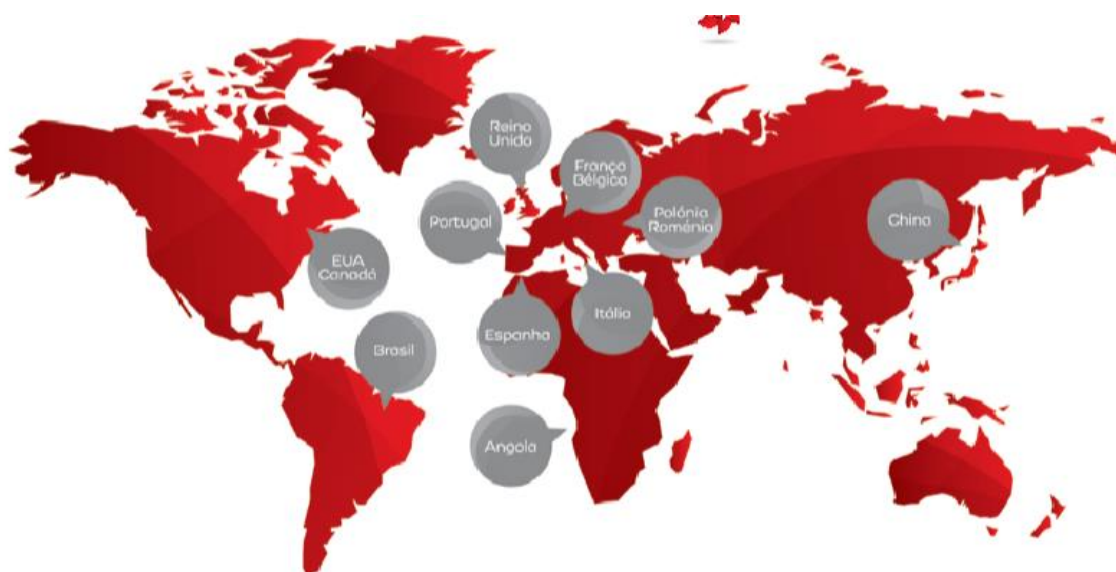 Reino
Unido
França
Bélgica
Portugal
Polónia
Roménia
China
EUA
Canadá
Espanha
Itália
Brasil
Angola